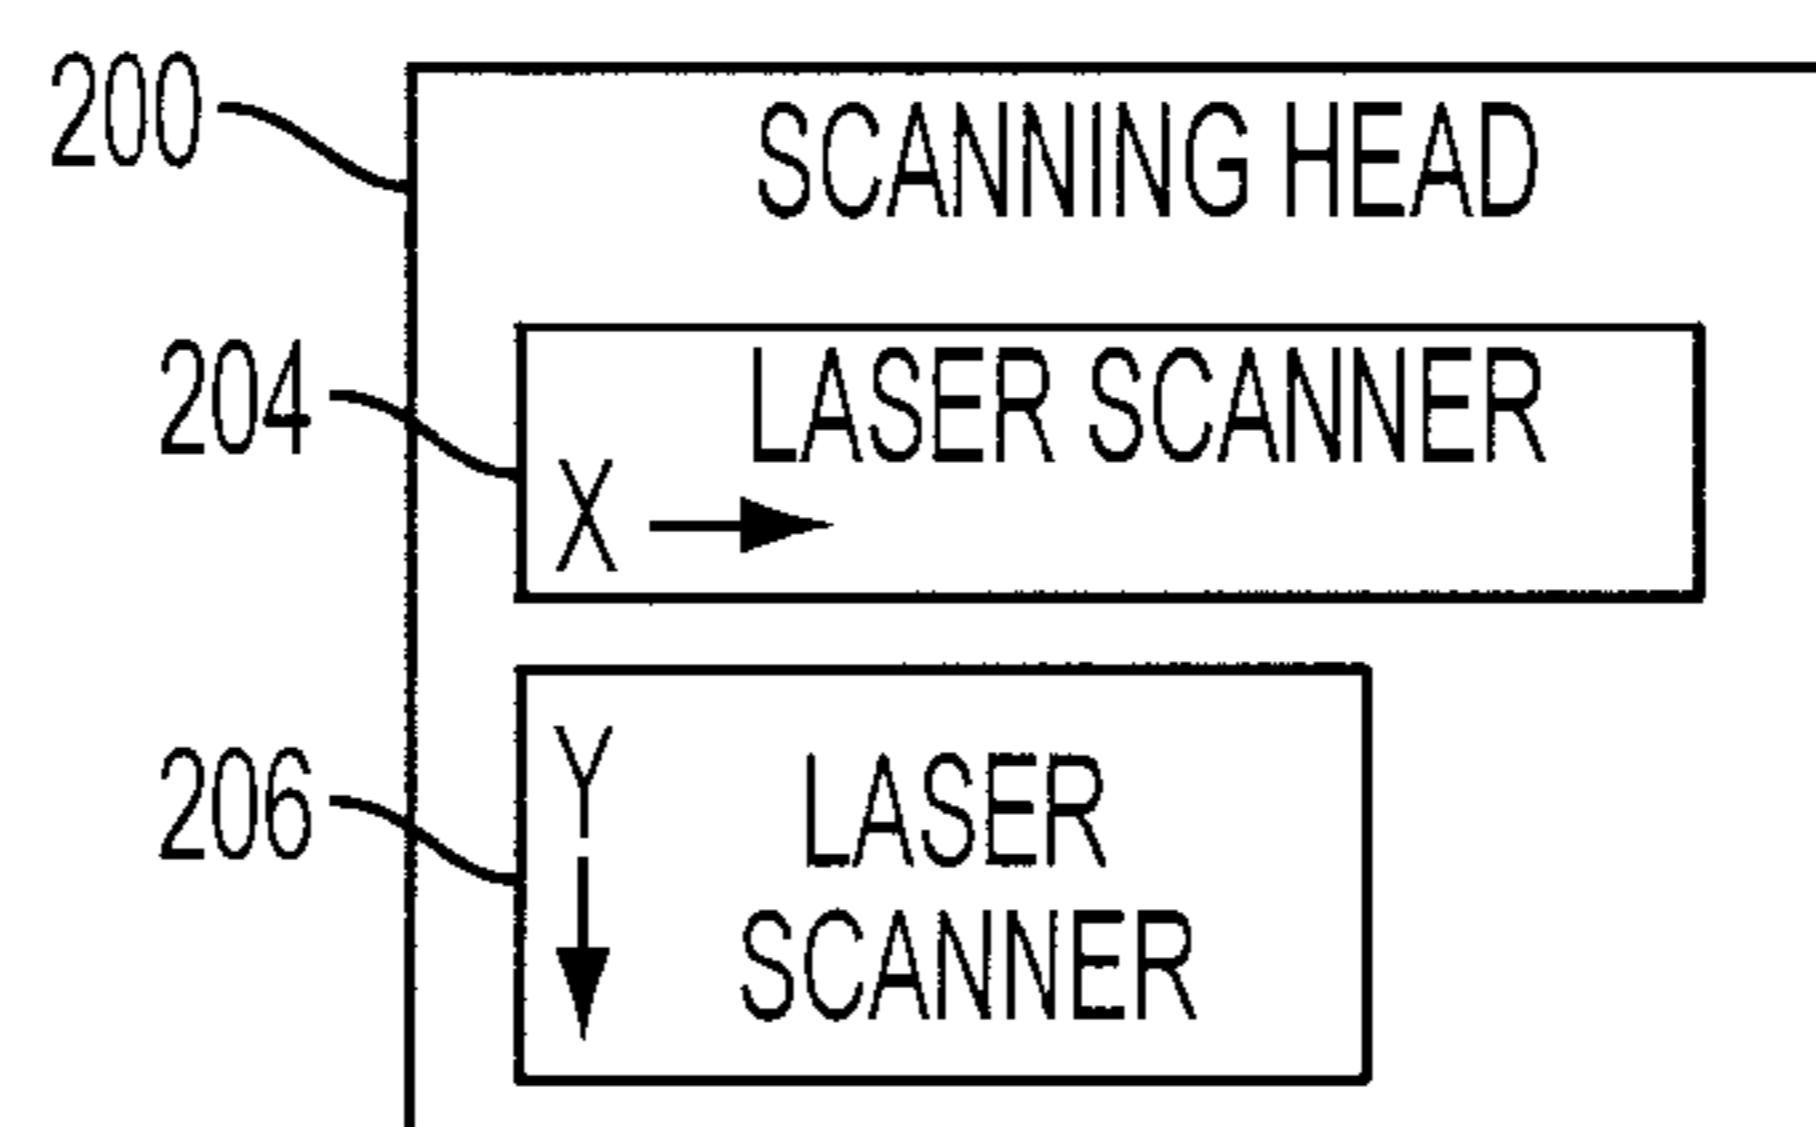 200
SCANNING HEAD
204
LASER SCANNER
X
206
Y
LASER
SCANNER